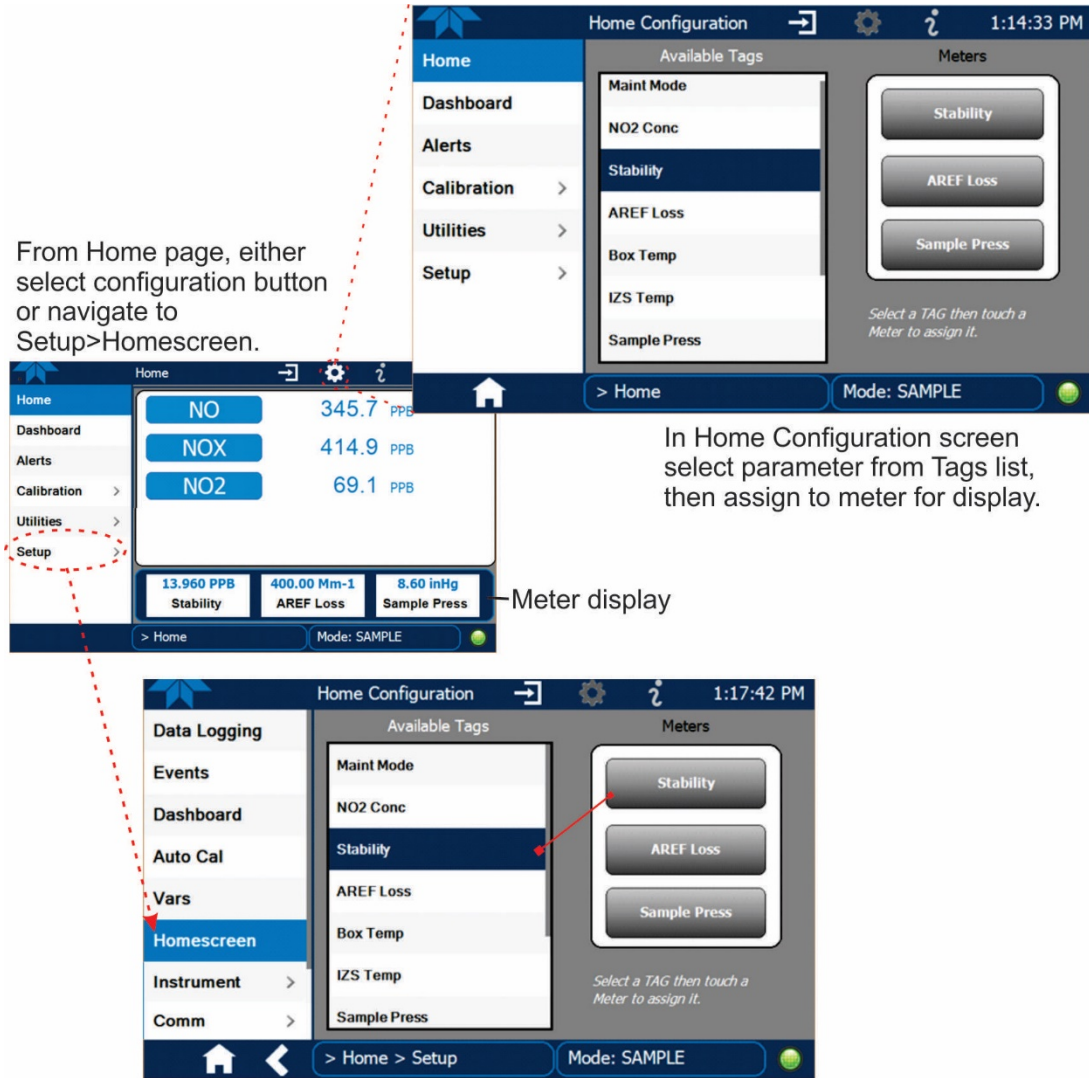 Home Configuration 1:14:33 PM
Home
Dashboard
Alerts
Calibration >
Utilities >
Setup >
Available Tags
Maint Mode
NO2 Conc
Stability
AREF Loss
Box Temp
IZS Temp
Sample Press
Meters
Stability
AREF Loss
Sample Press
Select a TAG then touch a
Meter to assign it.
> Home
Mode: SAMPLE
From Home page, either
select configuration button
or navigate to
Setup>Homescreen.
In Home Configuration screen
select parameter from Tags list,
then assign to meter for display.
Home
Home
Dashboard
Alerts
Calibration >
Utilities >
Setup >
NO 345.7 PPB
NOX 414.9 PPB
NO2 69.1 PPB
13.960 PPB
Stability
400.00 Mm-1
AREF Loss
8.60 inHg
Sample Press
Meter display
> Home
Mode: SAMPLE
Home Configuration 1:17:42 PM
Data Logging
Events
Dashboard
Auto Cal
Vars
Homescreen
Instrument >
Comm >
Available Tags
Maint Mode
NO2 Conc
Stability
AREF Loss
Box Temp
IZS Temp
Sample Press
Meters
Stability
AREF Loss
Sample Press
Select a TAG then touch a
Meter to assign it.
> Home > Setup
Mode: SAMPLE